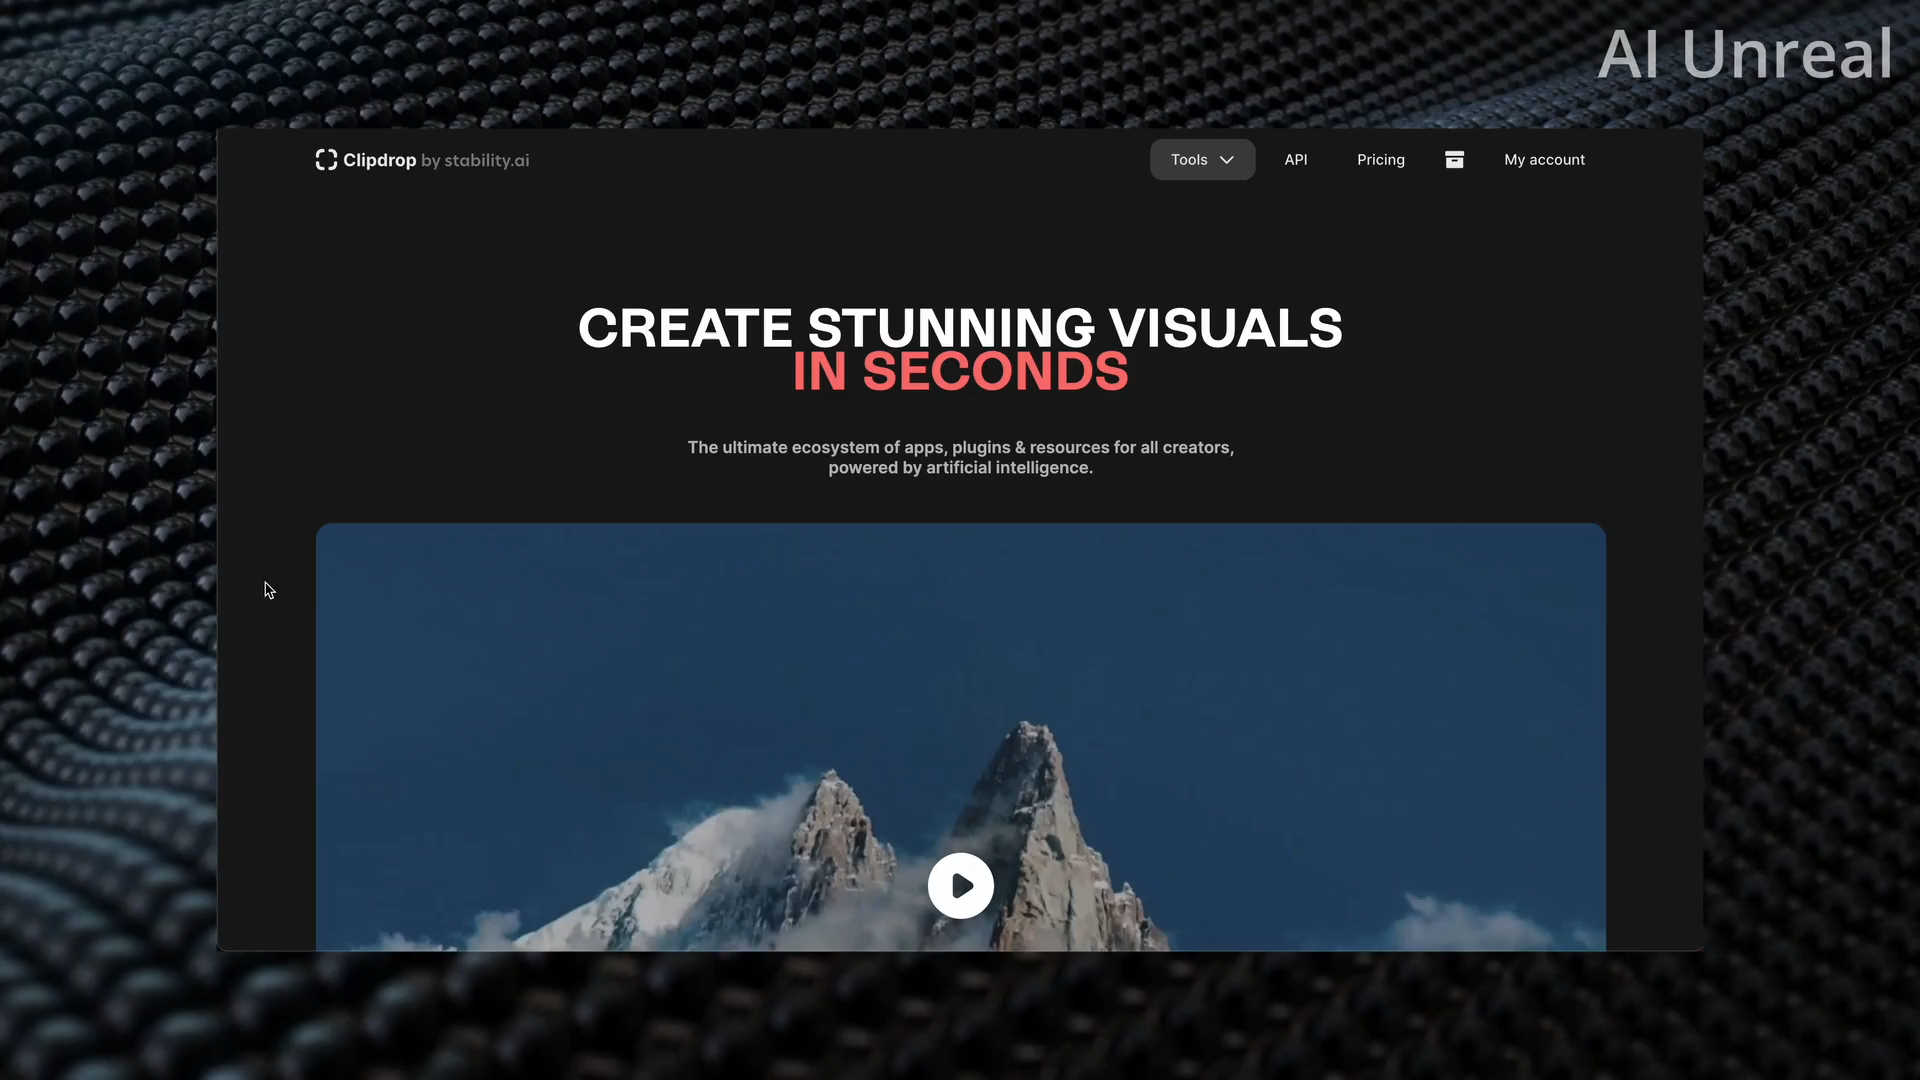 AI Unreal
Clipdrop by stability.ai
Tools
API
Pricing
My account
CREATE STUNNING VISUALS
IN SECONDS
The ultimate ecosystem of apps, plugins & resources for all creators,
powered by artificial intelligence.